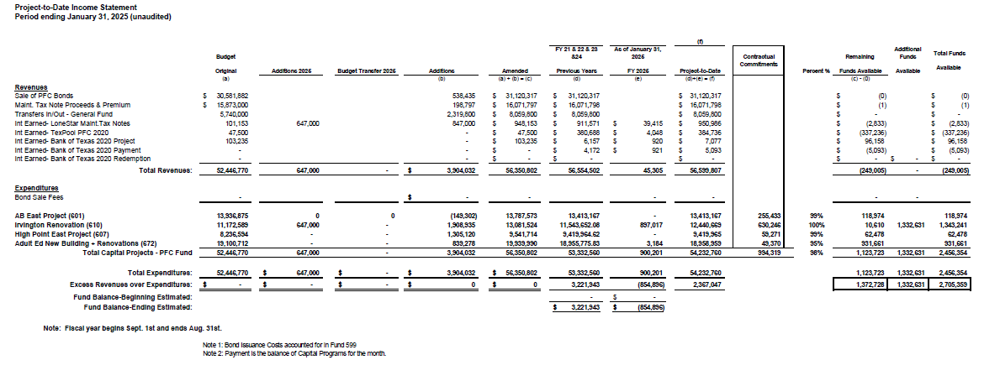 Project-to-Date Income Statement
Period ending January 31, 2025 (unaudited)
(f)
FY 21 & 22 & 23 As of January 31, Additional
Budget &24 2025 Contractual Remaining Funds Total Funds
Commitments
Original Additions 2025 Budget Transfer 2025 Additions Amended Previous Years FY 2025 Project-to-Date Percent % Funds Available Available Available
(a) (b) (a) + (b) = (c) (d) (e) (d)+(e) = (f) (c) - (D)
Revenues
Sale of PFC Bonds $ 30,581,882 538,435 $ 31,120,317 $ 31,120,317 $ 31,120,317 $ (0) $ (0)
Maint. Tax Note Proceeds & Premium $ 15,873,000 198,797 $ 16,071,797 $ 16,071,798 $ 16,071,798 $ (1) $ (1)
Transfers In/Out - General Fund 5,740,000 2,319,800 $ 8,059,800 $ 8,059,800 $ 8,059,800 $ - $ -
Int Earned- LoneStar Maint.Tax Notes 101,153 647,000 847,000 $ 948,153 $ 911,571 $ 39,415 $ 950,986 $ (2,833) $ (2,833)
Int Earned- TexPool PFC 2020 47,500 - $ 47,500 $ 380,688 $ 4,048 $ 384,736 $ (337,236) $ (337,236)
Int Earned- Bank of Texas 2020 Project 103,235 - $ 103,235 $ 6,157 $ 920 $ 7,077 $ 96,158 $ 96,158
Int Earned- Bank of Texas 2020 Payment - - $ - $ 4,172 $ 921 $ 5,093 $ (5,093) $ (5,093)
Int Earned- Bank of Texas 2020 Redemption - - $ - $ - $ - $ - $ - $ -
Total Revenues: 52,446,770 647,000 - $ 3,904,032 56,350,802 56,554,502 45,305 56,599,807 (249,005) - (249,005)
Expenditures
Bond Sale Fees - $ - - - - - - -
AB East Project (601) 13,936,875 0 0 (149,302) 13,787,573 13,413,167 - 13,413,167 255,433 99% 118,974 118,974
Irvington Renovation (610) 11,172,589 647,000 - 1,908,935 13,081,524 11,543,652.08 897,017 12,440,669 630,246 100% 10,610 1,332,631 1,343,241
High Point East Project (607) 8,236,594 - - 1,305,120 9,541,714 9,419,964.62 9,419,965 59,271 99% 62,478 62,478
Adult Ed New Building + Renovations (672) 19,100,712 - - 839,278 19,939,990 18,955,775.83 3,184 18,958,959 49,370 95% 931,661 931,661
Total Capital Projects - PFC Fund 52,446,770 647,000 - 3,904,032 56,350,802 53,332,560 900,201 54,232,760 994,319 98% 1,123,723 1,332,631 2,456,354
Total Expenditures: 52,446,770 $ 647,000 $ - $ 3,904,032 $ 56,350,802 53,332,560 900,201 54,232,760 1,123,723 1,332,631 2,456,354
Excess Revenues over Expenditures: $ - $ - $ - $ 0 $ 0 3,221,943 (854,896) 2,367,047 1,372,728 1,332,631 2,705,359
Fund Balance-Beginning Estimated: - $ -
Fund Balance-Ending Estimated: $ 3,221,943 $ (854,896)
Note: Fiscal year begins Sept. 1st and ends Aug. 31st.
Note 1: Bond Issuance Costs accounted for in Fund 599
Note 2: Payment is the balance of Capital Programs for the month.